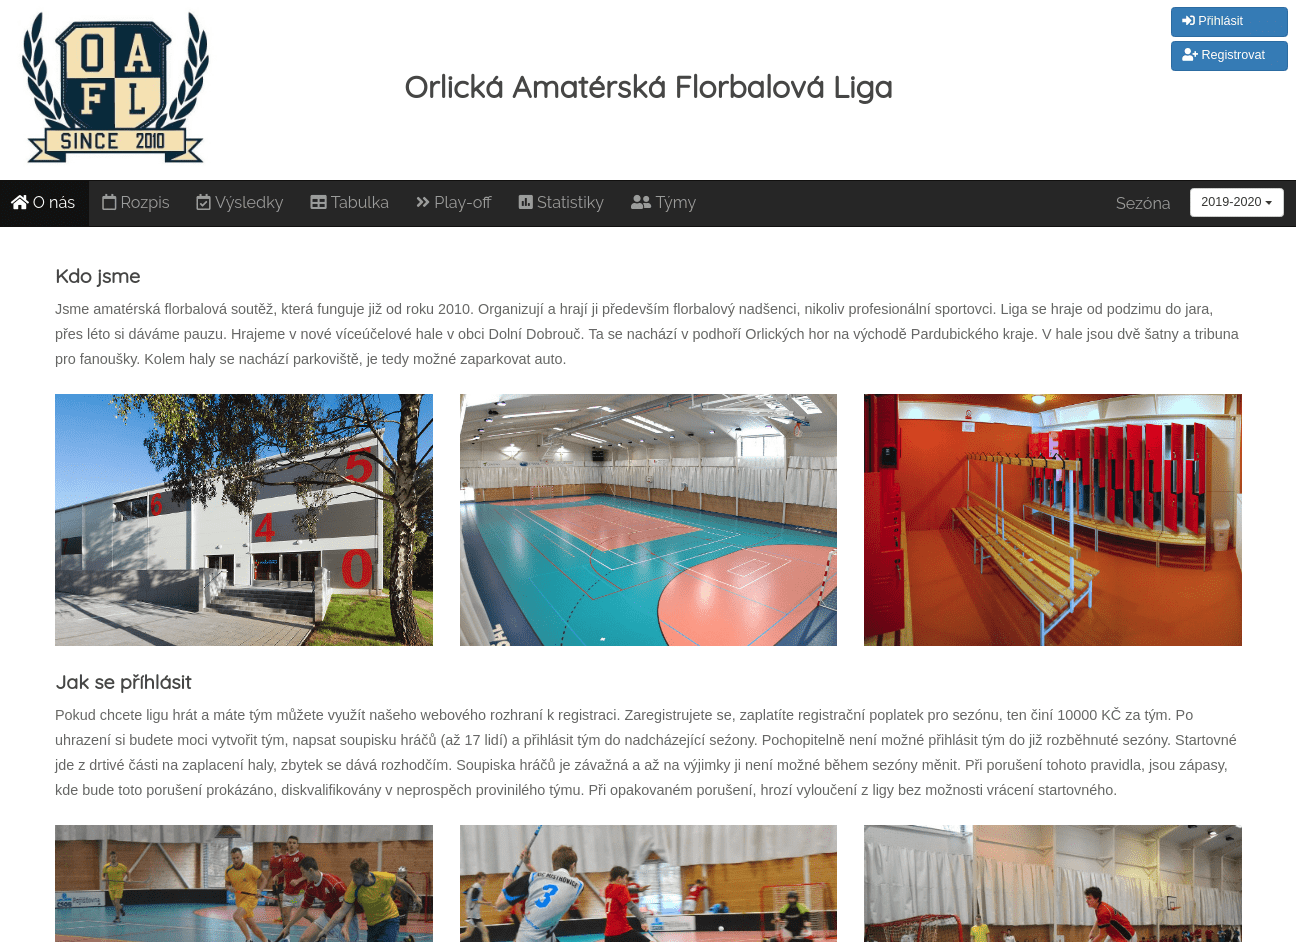 O A
F L
SINCE 2010
Orlická Amatérská Florbalová Liga
Přihlásit
Registrovat
O nás Rozpis Výsledky Tabulka Play-off Statistiky Týmy Sezóna 2019-2020
Kdo jsme
Jsme amatérská florbalová soutěž, která funguje již od roku 2010. Organizují a hrají ji především florbalový nadšenci, nikoliv profesionální sportovci. Liga se hraje od podzimu do jara,
přes léto si dáváme pauzu. Hrajeme v nové víceúčelové hale v obci Dolní Dobrouč. Ta se nachází v podhoří Orlických hor na východě Pardubického kraje. V hale jsou dvě šatny a tribuna
pro fanoušky. Kolem haly se nachází parkoviště, je tedy možné zaparkovat auto.
5
6
4
0
Jak se příhlásit
Pokud chcete ligu hrát a máte tým můžete využít našeho webového rozhraní k registraci. Zaregistrujete se, zaplatíte registrační poplatek pro sezónu, ten činí 10000 KČ za tým. Po
uhrazení si budete moci vytvořit tým, napsat soupisku hráčů (až 17 lidí) a přihlásit tým do nadcházející seźony. Pochopitelně není možné přihlásit tým do již rozběhnuté sezóny. Startovné
jde z drtivé části na zaplacení haly, zbytek se dává rozhodčím. Soupiska hráčů je závažná a až na výjimky ji není možné během sezóny měnit. Při porušení tohoto pravidla, jsou zápasy,
kde bude toto porušení prokázáno, diskvalifikovány v neprospěch provinilého týmu. Při opakovaném porušení, hrozí vyloučení z ligy bez možnosti vrácení startovného.
3